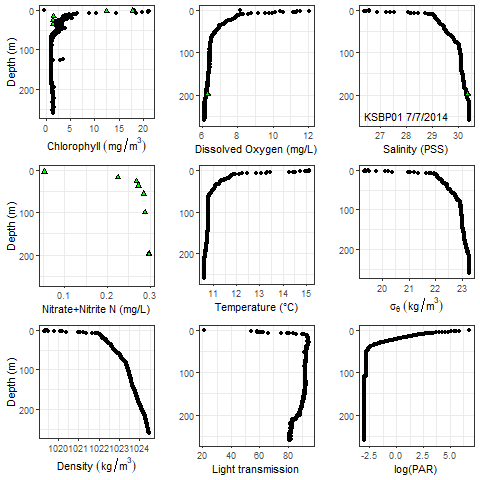 0
100
200
Depth (m)
0 5 10 15 20
Chlorophyll (mg/m³)
0
100
200
6 8 10 12
Dissolved Oxygen (mg/L)
0
100
200
KSBP01 7/7/2014
27 28 29 30
Salinity (PSS)
0
100
200
Depth (m)
0.1 0.2 0.3
Nitrate+Nitrite N (mg/L)
0
100
200
11 12 13 14 15
Temperature (°C)
0
100
200
20 21 22 23
σθ (kg/m³)
0
100
200
Depth (m)
1020 1021 1022 1023 1024
Density (kg/m³)
0
100
200
20 40 60 80
Light transmission
0
100
200
-2.5 0.0 2.5 5.0
log(PAR)